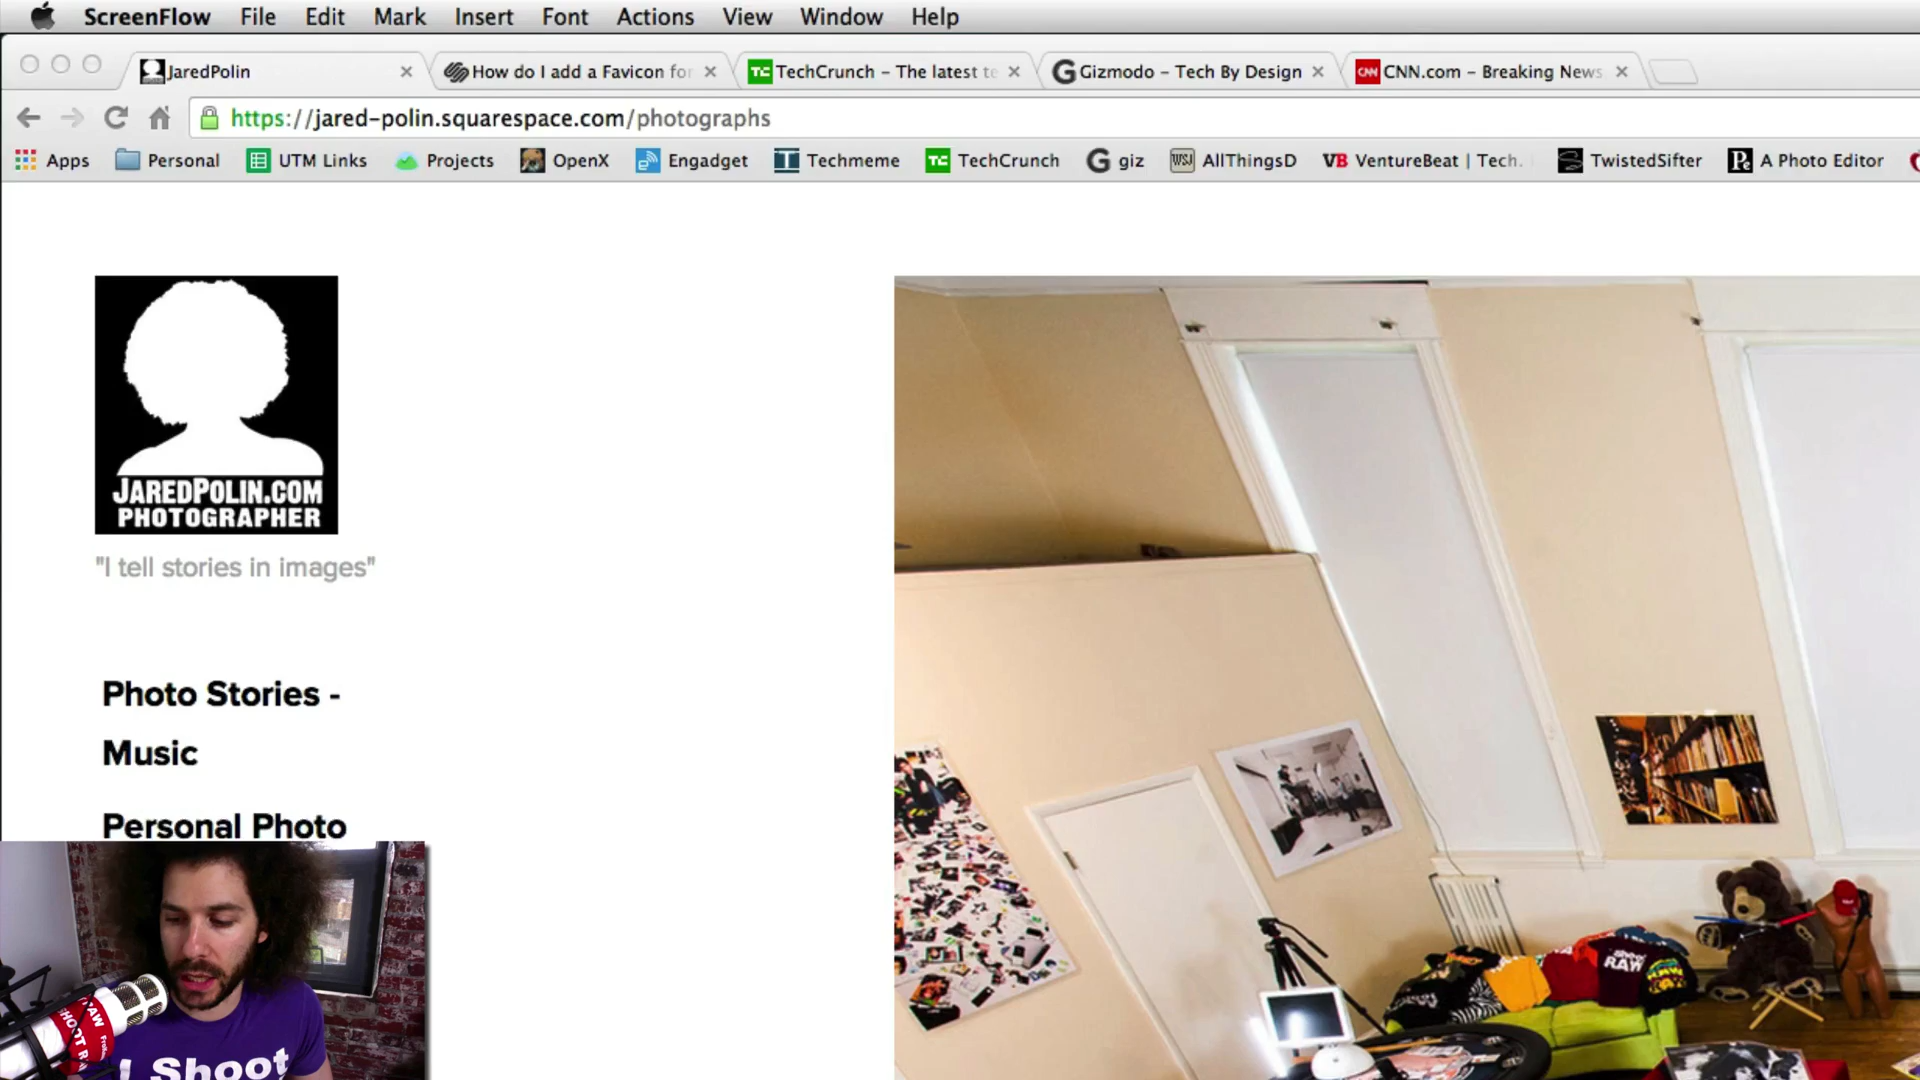 ScreenFlow File Edit Mark Insert Font Actions View Window Help
JaredPolin How do I add a Favicon for TechCrunch – The latest te Gizmodo – Tech By Design CNN.com – Breaking News
https://jared-polin.squarespace.com/photographs
Apps Personal UTM Links Projects OpenX Engadget Techmeme TechCrunch giz AllThingsD VentureBeat | Tech. TwistedSifter A Photo Editor
JAREDPOLIN.COM
PHOTOGRAPHER
"I tell stories in images"
Photo Stories -
Music
Personal Photo
I Shoot
I Shoot
RAW